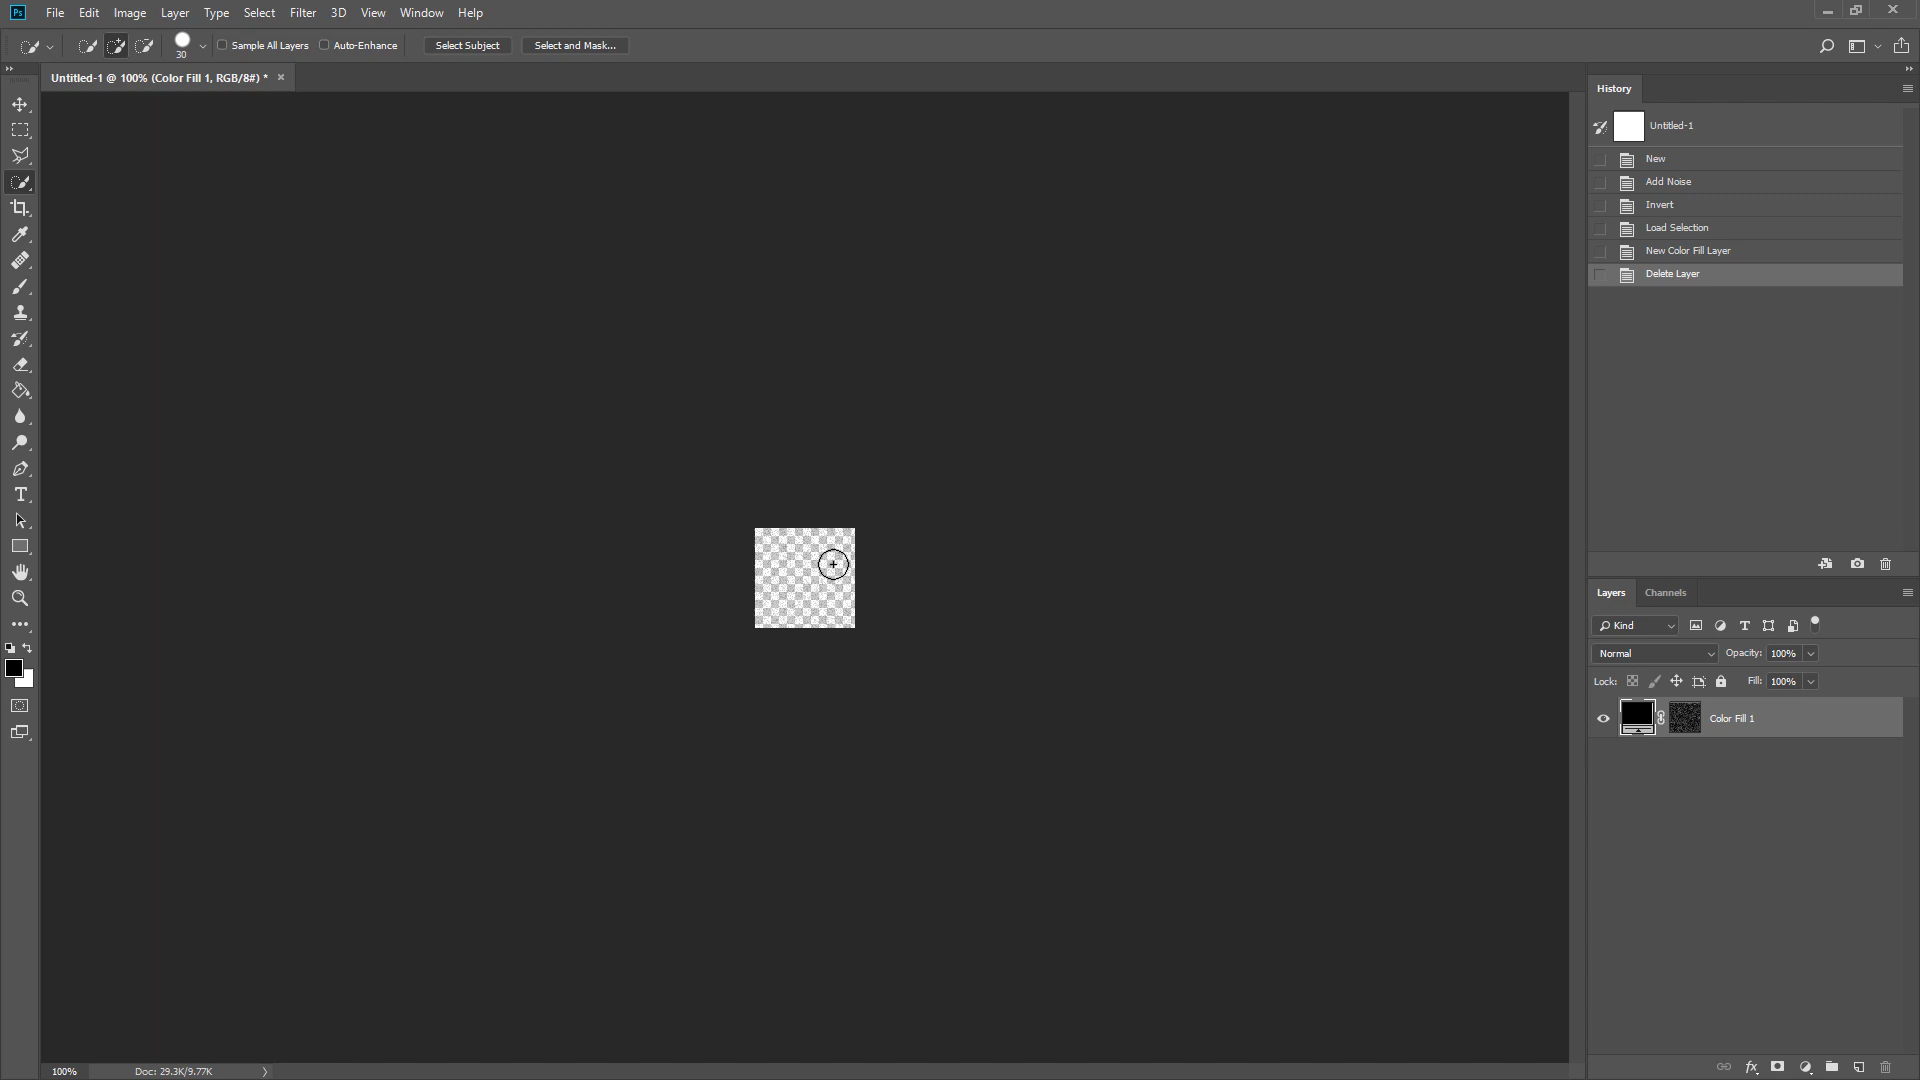 Ps File Edit Image Layer Type Select Filter 3D View Window Help
30 Sample All Layers Auto-Enhance Select Subject Select and Mask...
Untitled-1 @ 100% (Color Fill 1, RGB/8#) *
History
Untitled-1
New
Add Noise
Invert
Load Selection
New Color Fill Layer
Delete Layer
Layers Channels
Kind
Normal Opacity: 100%
Lock: Fill: 100%
Color Fill 1
fx
100% Doc: 29.3K/9.77K